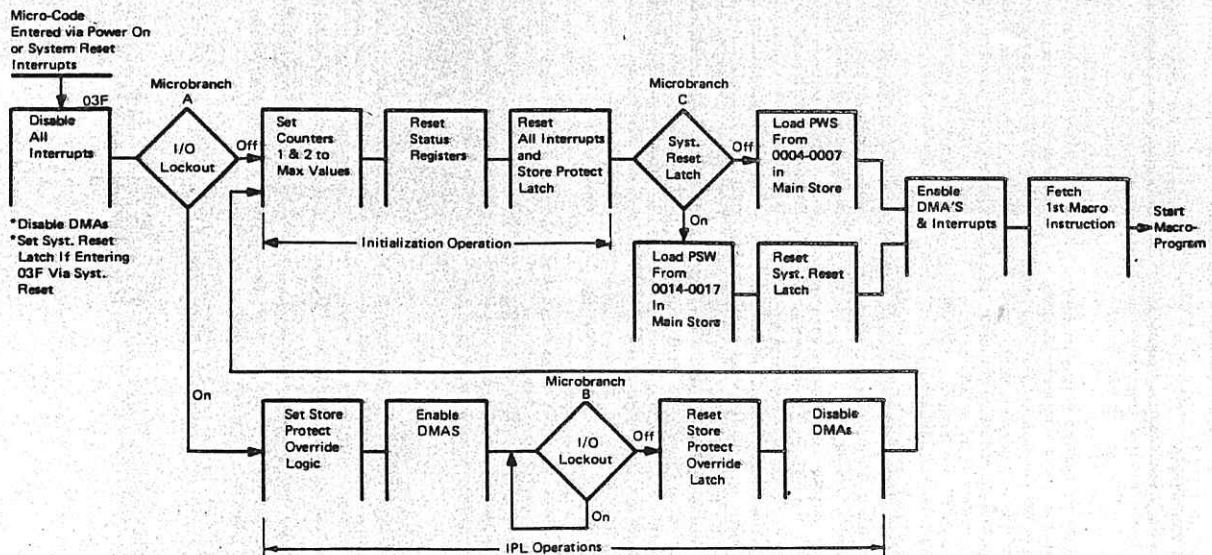 Micro-Code
Entered via Power On
or System Reset
Interrupts
03F
Disable
All
Interrupts
*Disable DMAs
*Set Syst. Reset
Latch If Entering
03F Via Syst.
Reset
Microbranch
A
I/O
Lockout
Off
On
Set
Counters
1 & 2 to
Max Values
Reset
Status
Registers
Reset
All Interrupts
and
Store Protect
Latch
Initialization Operation
Microbranch
C
Syst.
Reset
Latch
Off
On
Load PWS
From
0004-0007
in
Main Store
Load PSW
From
0014-0017
In
Main Store
Reset
Syst. Reset
Latch
Enable
DMA'S
& Interrupts
Fetch
1st Macro
Instruction
Start
Macro-
Program
Set Store
Protect
Override
Logic
Enable
DMAS
Microbranch
B
I/O
Lockout
Off
On
Reset
Store
Protect
Override
Latch
Disable
DMAs
IPL Operations